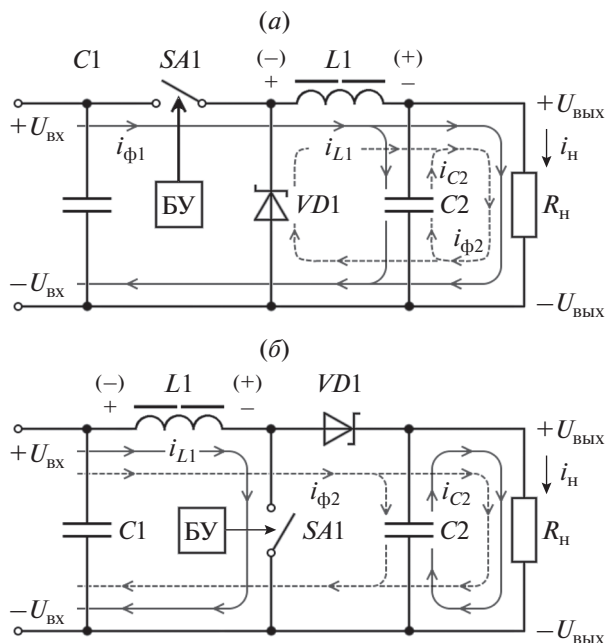 (а)
C1 SA1 (−) + L1 (+) −
+Uвх iф1 iL1 iC2 +Uвых iн
БУ VD1 C2 Rн
iф2
−Uвх −Uвых
(б)
(−) + L1 (+) − VD1
+Uвх iL1 iф2 iC2 +Uвых iн
C1 БУ SA1 C2 Rн
−Uвх −Uвых